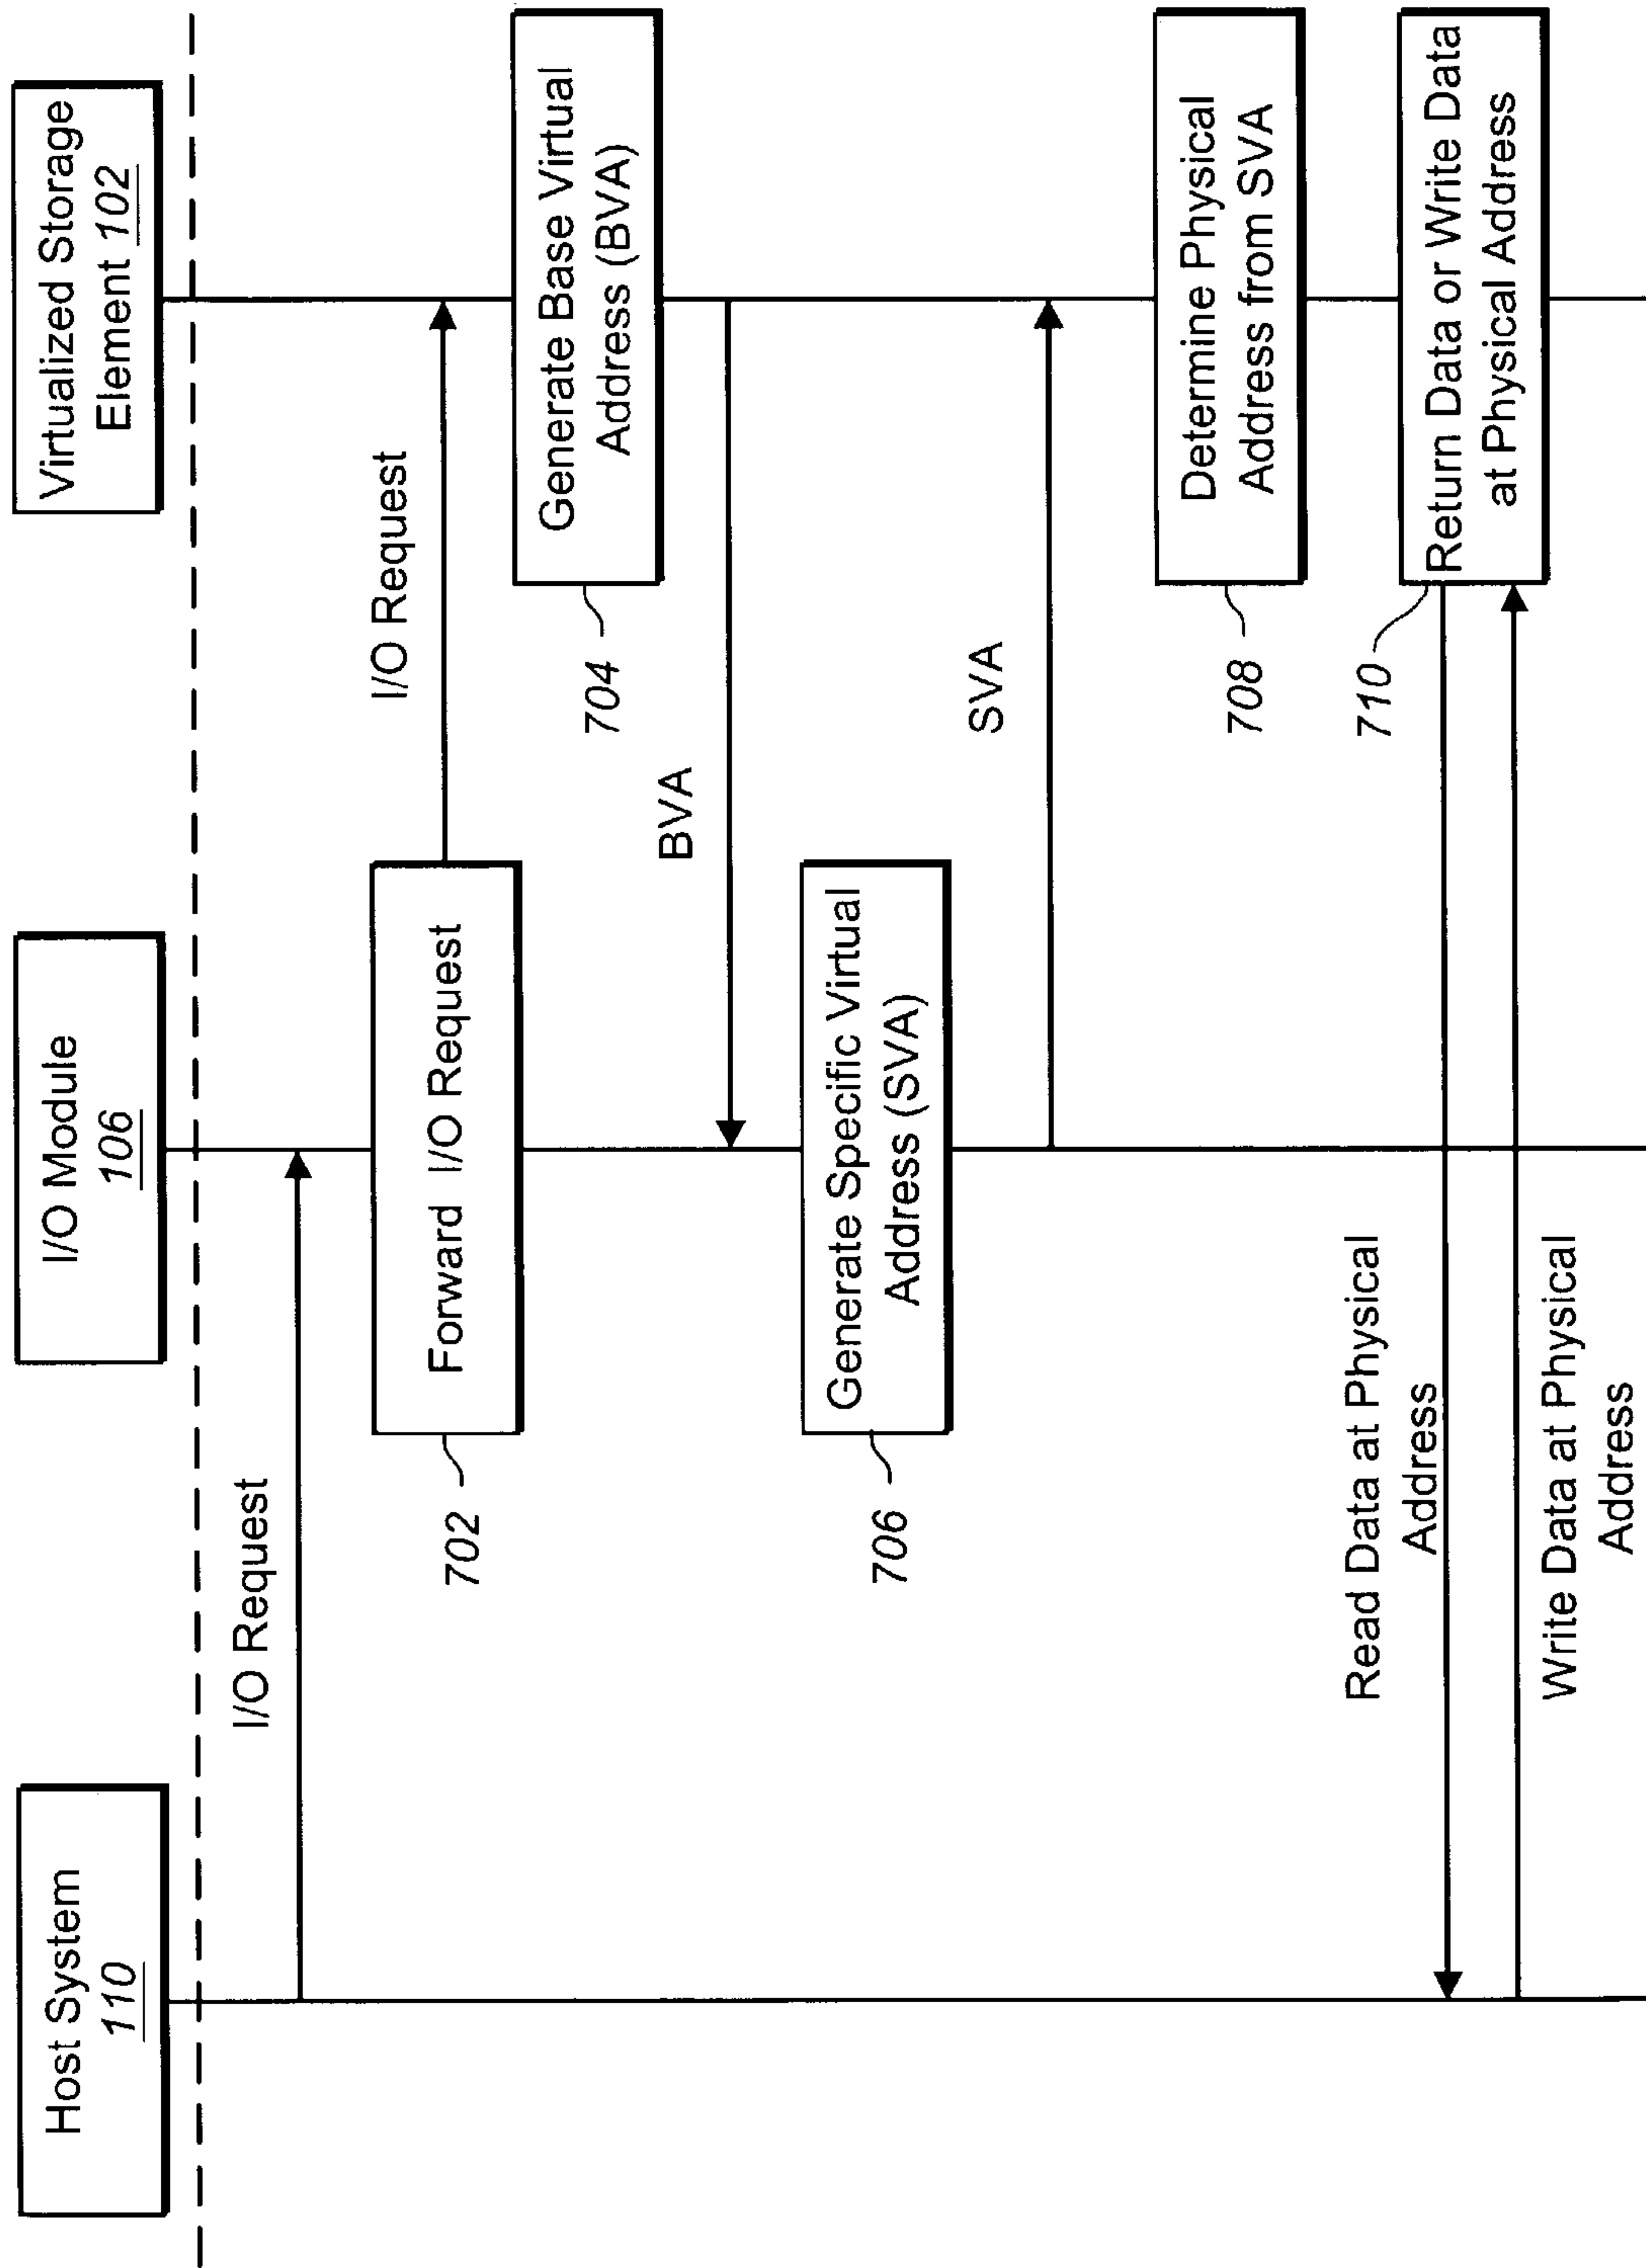 Host System
110
I/O Module
106
Virtualized Storage
Element 102
I/O Request
702
Forward I/O Request
I/O Request
704
Generate Base Virtual
Address (BVA)
BVA
706
Generate Specific Virtual
Address (SVA)
SVA
708
Determine Physical
Address from SVA
710
Return Data or Write Data
at Physical Address
Read Data at Physical
Address
Write Data at Physical
Address